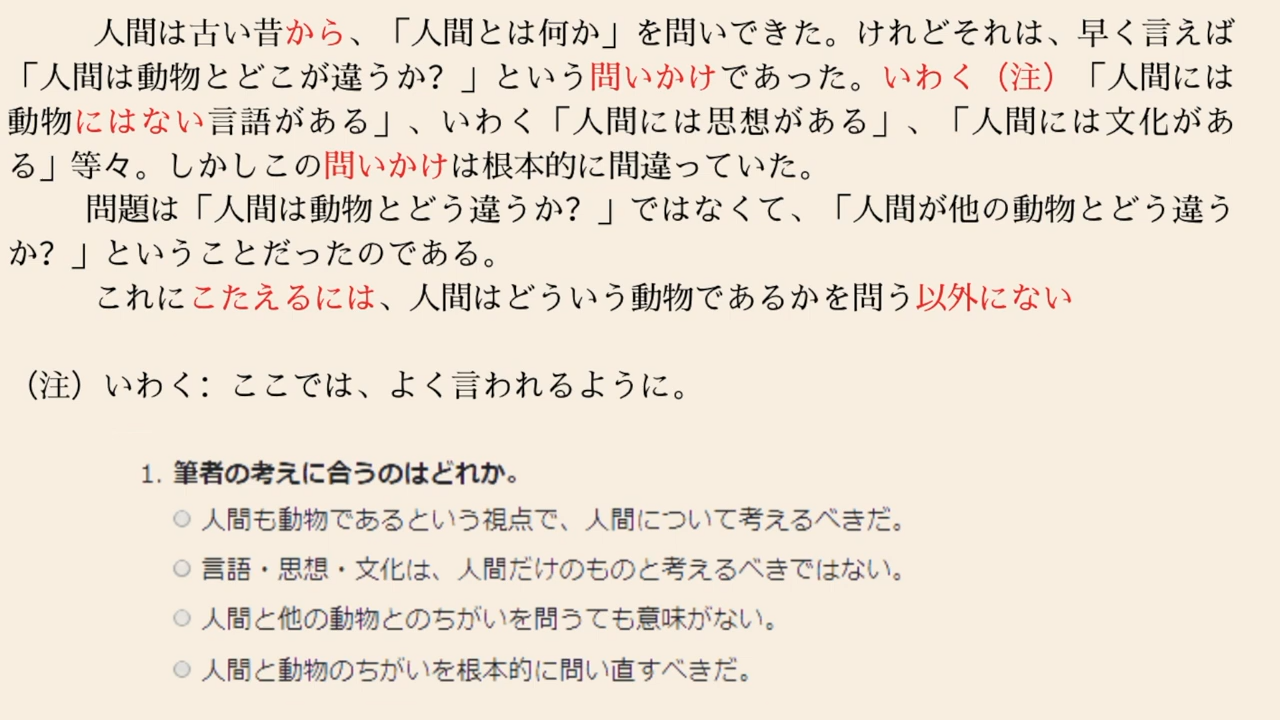 人間は古い昔から、「人間とは何か」を問いできた。けれどそれは、早く言えば
「人間は動物とどこが違うか？」という問いかけであった。いわく（注）「人間には
動物にはない言語がある」、いわく「人間には思想がある」、「人間には文化があ
る」等々。しかしこの問いかけは根本的に間違っていた。
問題は「人間は動物とどう違うか？」ではなくて、「人間が他の動物とどう違う
か？」ということだったのである。
これにこたえるには、人間はどういう動物であるかを問う以外にない
（注）いわく：ここでは、よく言われるように。
1. 筆者の考えに合うのはどれか。
人間も動物であるという視点で、人間について考えるべきだ。
言語・思想・文化は、人間だけのものと考えるべきではない。
人間と他の動物とのちがいを問うても意味がない。
人間と動物のちがいを根本的に問い直すべきだ。